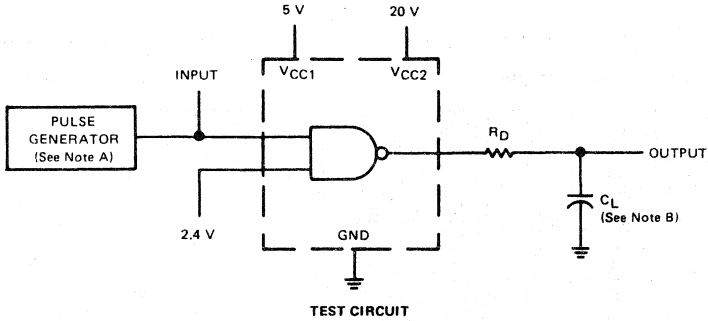 5 V
20 V
INPUT
VCC1
VCC2
PULSE
GENERATOR
(See Note A)
RD
OUTPUT
CL
(See Note B)
2.4 V
GND
TEST CIRCUIT